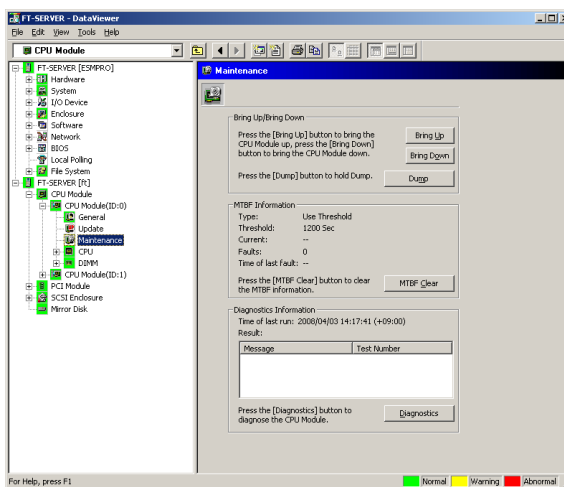 FT-SERVER - DataViewer
File Edit View Tools Help
CPU Module
FT-SERVER [ESMPRO]
Hardware
System
I/O Device
Enclosure
Software
Network
BIOS
Local Polling
File System
FT-SERVER [ft]
CPU Module
CPU Module(ID:0)
General
Update
Maintenance
CPU
DIMM
CPU Module(ID:1)
PCI Module
SCSI Enclosure
Mirror Disk
Maintenance
Bring Up/Bring Down
Press the [Bring Up] button to bring the
CPU Module up, press the [Bring Down]
button to bring the CPU Module down.
Bring Up
Bring Down
Press the [Dump] button to hold Dump.
Dump
MTBF Information
Type: Use Threshold
Threshold: 1200 Sec
Current: --
Faults: 0
Time of last fault: --
Press the [MTBF Clear] button to clear
the MTBF information.
MTBF Clear
Diagnostics Information
Time of last run: 2008/04/03 14:17:41 (+09:00)
Result:
Message Test Number
Press the [Diagnostics] button to
diagnose the CPU Module.
Diagnostics
For Help, press F1
Normal Warning Abnormal